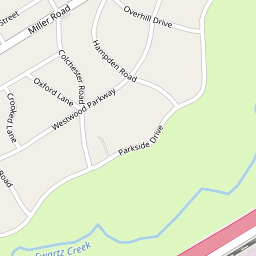 Overhill Drive
Street
Miller Road
Hampden Road
Colchester Road
Oxford Lane
Crooked Lane
Westwood Parkway
Parkside Drive
Road
Swartz Creek